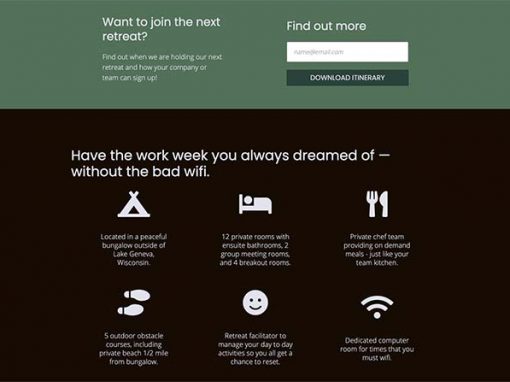 Want to join the next
retreat?
Find out when we are holding our next
retreat and how your company or
team can sign up!
Find out more
name@email.com
DOWNLOAD ITINERARY
Have the work week you always dreamed of —
without the bad wifi.
Located in a peaceful
bungalow outside of
Lake Geneva,
Wisconsin.
12 private rooms with
ensuite bathrooms, 2
group meeting rooms,
and 4 breakout rooms.
Private chef team
providing on demand
meals - just like your
team kitchen.
5 outdoor obstacle
courses, including
private beach 1/2 mile
from bungalow.
Retreat facilitator to
manage your day to day
activities so you all get a
chance to reset.
Dedicated computer
room for times that you
must wifi.